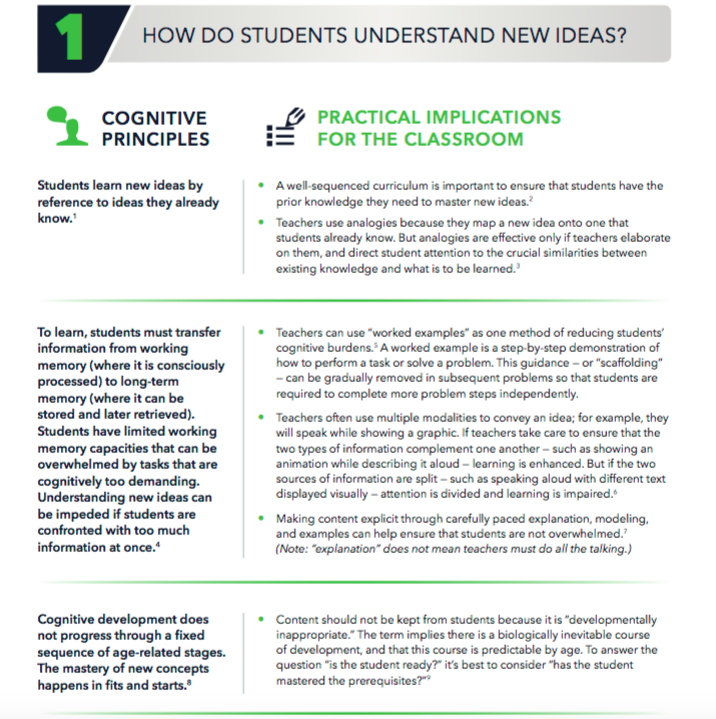 1
HOW DO STUDENTS UNDERSTAND NEW IDEAS?
COGNITIVE
PRINCIPLES
PRACTICAL IMPLICATIONS
FOR THE CLASSROOM
Students learn new ideas by
reference to ideas they already
know.¹
• A well-sequenced curriculum is important to ensure that students have the
prior knowledge they need to master new ideas.²
• Teachers use analogies because they map a new idea onto one that
students already know. But analogies are effective only if teachers elaborate
on them, and direct student attention to the crucial similarities between
existing knowledge and what is to be learned.³
To learn, students must transfer
information from working
memory (where it is consciously
processed) to long-term
memory (where it can be
stored and later retrieved).
Students have limited working
memory capacities that can be
overwhelmed by tasks that are
cognitively too demanding.
Understanding new ideas can
be impeded if students are
confronted with too much
information at once.⁴
• Teachers can use “worked examples” as one method of reducing students’
cognitive burdens.⁵ A worked example is a step-by-step demonstration of
how to perform a task or solve a problem. This guidance – or “scaffolding”
– can be gradually removed in subsequent problems so that students are
required to complete more problem steps independently.
• Teachers often use multiple modalities to convey an idea; for example, they
will speak while showing a graphic. If teachers take care to ensure that the
two types of information complement one another – such as showing an
animation while describing it aloud – learning is enhanced. But if the two
sources of information are split – such as speaking aloud with different text
displayed visually – attention is divided and learning is impaired.⁶
• Making content explicit through carefully paced explanation, modeling,
and examples can help ensure that students are not overwhelmed.⁷
(Note: “explanation” does not mean teachers must do all the talking.)
Cognitive development does
not progress through a fixed
sequence of age-related stages.
The mastery of new concepts
happens in fits and starts.⁸
• Content should not be kept from students because it is “developmentally
inappropriate.” The term implies there is a biologically inevitable course
of development, and that this course is predictable by age. To answer the
question “is the student ready?” it’s best to consider “has the student
mastered the prerequisites?”⁹